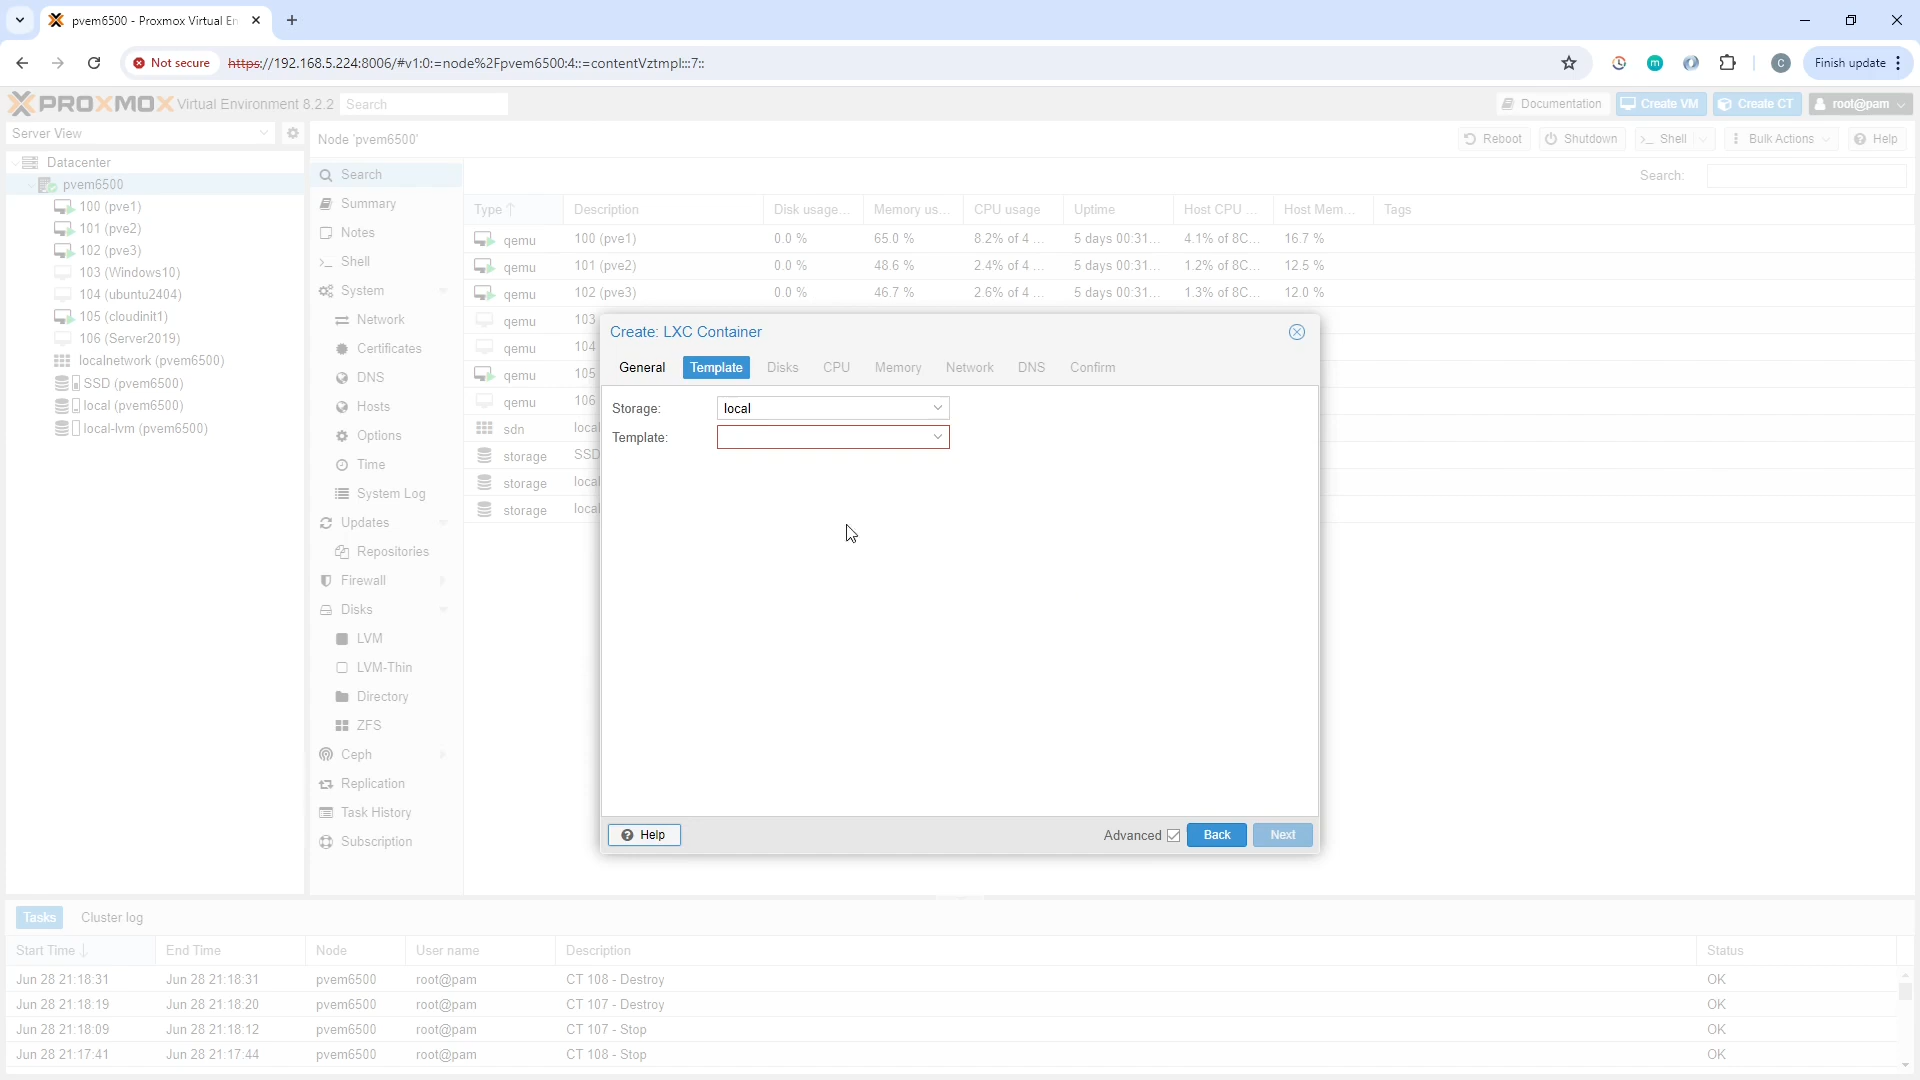 pvem6500 - Proxmox Virtual En
Not secure
https://192.168.5.224:8006/#v1:0:=node%2Fpvem6500:4::=contentVztmpl:::7::
m
C
Finish update
PROXMOX Virtual Environment 8.2.2
Search
Documentation
Create VM
Create CT
root@pam
Server View
Node 'pvem6500'
Reboot
Shutdown
Shell
Bulk Actions
Help
Datacenter
pvem6500
100 (pve1)
101 (pve2)
102 (pve3)
103 (Windows10)
104 (ubuntu2404)
105 (cloudinit1)
106 (Server2019)
localnetwork (pvem6500)
SSD (pvem6500)
local (pvem6500)
local-lvm (pvem6500)
Search
Summary
Notes
Shell
System
Network
Certificates
DNS
Hosts
Options
Time
System Log
Updates
Repositories
Firewall
Disks
LVM
LVM-Thin
Directory
ZFS
Ceph
Replication
Task History
Subscription
Search:
Type Description Disk usage... Memory us... CPU usage Uptime Host CPU ... Host Mem... Tags
qemu 100 (pve1) 0.0 % 65.0 % 8.2% of 4 ... 5 days 00:31... 4.1% of 8C... 16.7 %
qemu 101 (pve2) 0.0 % 48.6 % 2.4% of 4 ... 5 days 00:31... 1.2% of 8C... 12.5 %
qemu 102 (pve3) 0.0 % 46.7 % 2.6% of 4 ... 5 days 00:31... 1.3% of 8C... 12.0 %
qemu 103
qemu 104
qemu 105
qemu 106
sdn local
storage SSD
storage local
storage local
Create: LXC Container
General Template Disks CPU Memory Network DNS Confirm
Storage: local
Template:
Help
Advanced
Back
Next
Tasks
Cluster log
Start Time End Time Node User name Description Status
Jun 28 21:18:31 Jun 28 21:18:31 pvem6500 root@pam CT 108 - Destroy OK
Jun 28 21:18:19 Jun 28 21:18:20 pvem6500 root@pam CT 107 - Destroy OK
Jun 28 21:18:09 Jun 28 21:18:12 pvem6500 root@pam CT 107 - Stop OK
Jun 28 21:17:41 Jun 28 21:17:44 pvem6500 root@pam CT 108 - Stop OK